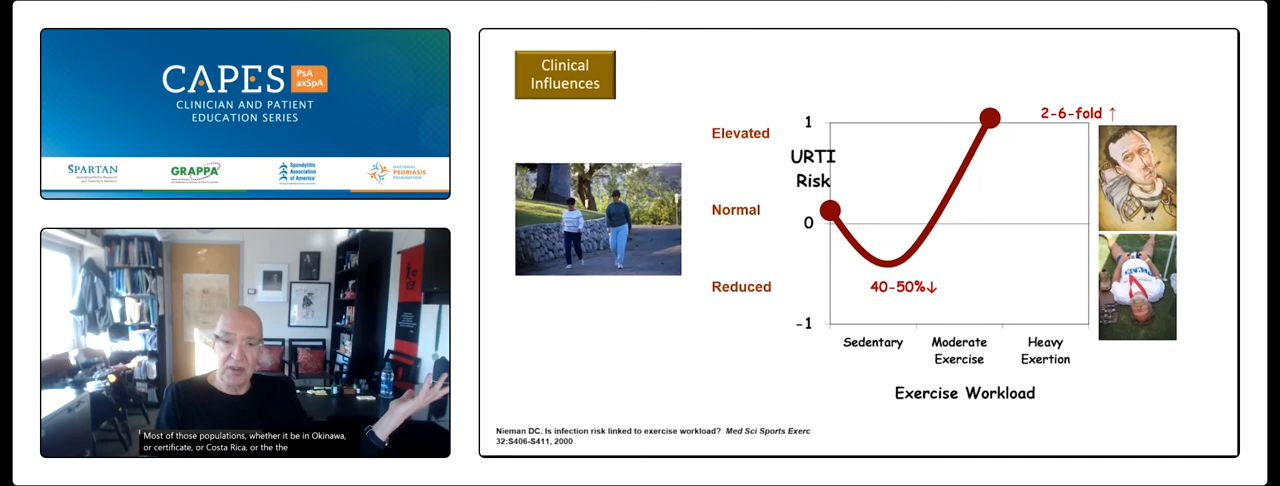 CAPES PsA
axSpA
CLINICIAN AND PATIENT
EDUCATION SERIES
SPARTAN
GRAPPA
Spondylitis
Association
of America
NATIONAL
PSORIASIS
FOUNDATION
Most of those populations, whether it be in Okinawa,
or certificate, or Costa Rica, or the the
Clinical
Influences
2-6-fold ↑
Elevated
1
URTI
Risk
Normal
0
Reduced
40-50%↓
-1
Sedentary
Moderate
Exercise
Heavy
Exertion
Exercise Workload
Nieman DC. Is infection risk linked to exercise workload? Med Sci Sports Exerc
32:S406-S411, 2000